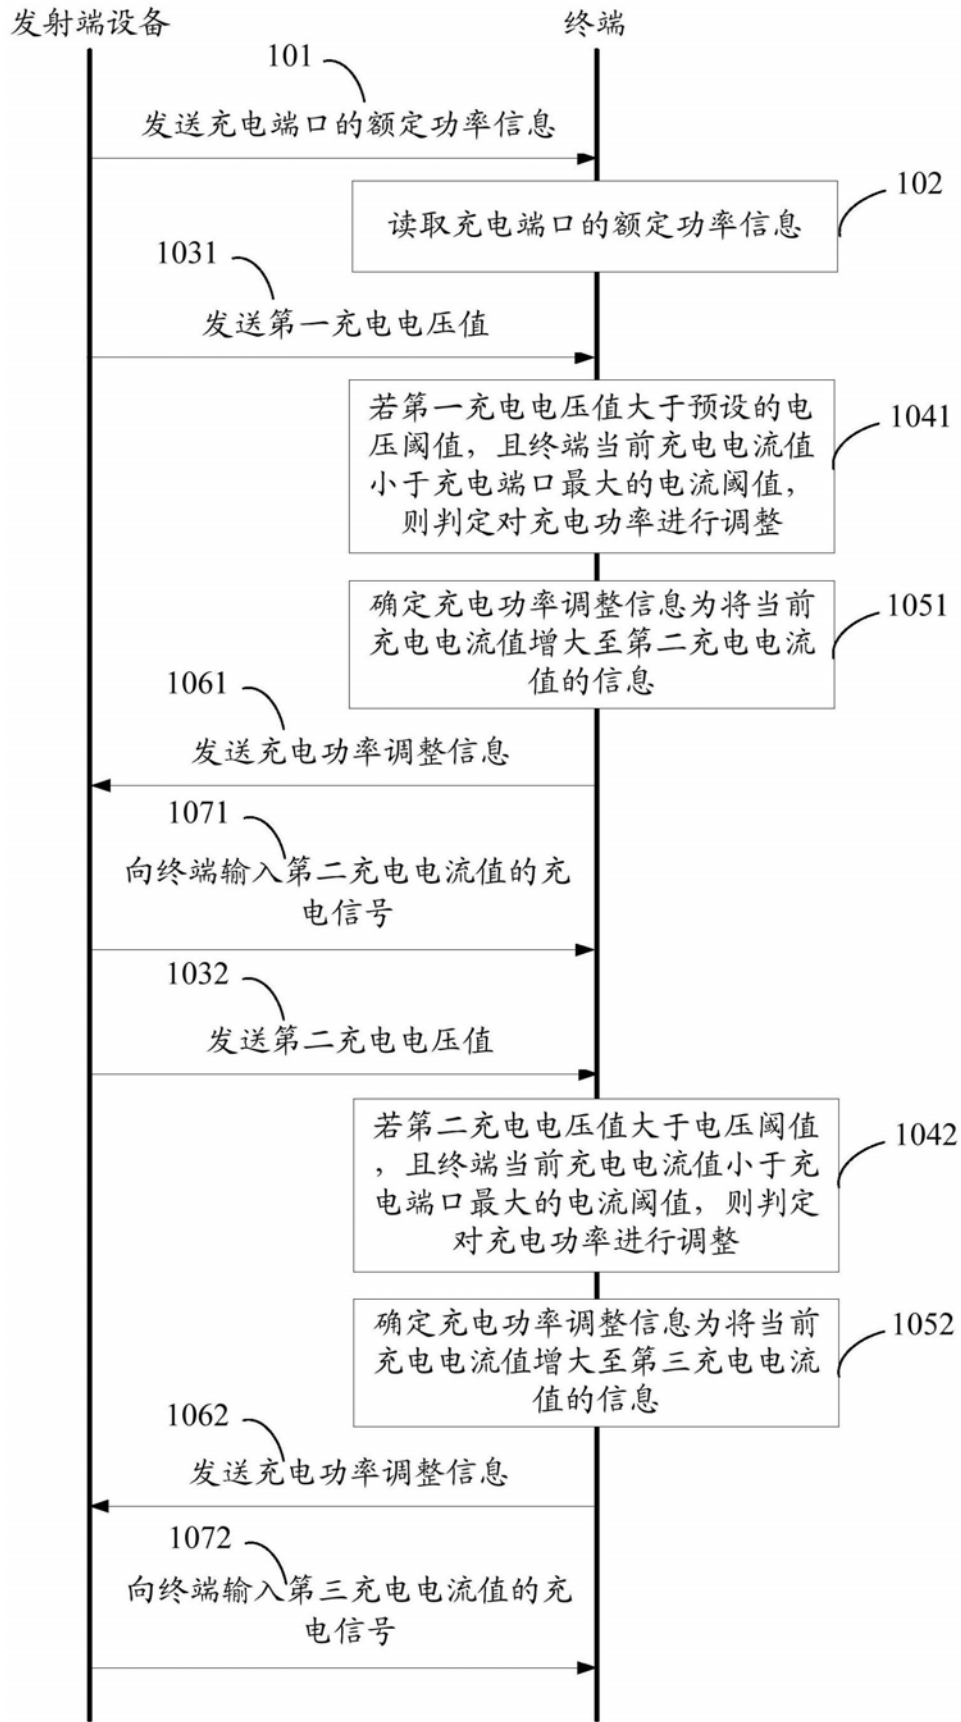 发射端设备
终端
101
发送充电端口的额定功率信息
102
读取充电端口的额定功率信息
1031
发送第一充电电压值
若第一充电电压值大于预设的电
压阈值，且终端当前充电电流值
小于充电端口最大的电流阈值，
则判定对充电功率进行调整
1041
确定充电功率调整信息为将当前
充电电流值增大至第二充电电流
值的信息
1051
1061
发送充电功率调整信息
1071
向终端输入第二充电电流值的充
电信号
1032
发送第二充电电压值
若第二充电电压值大于电压阈值
，且终端当前充电电流值小于充
电端口最大的电流阈值，则判定
对充电功率进行调整
1042
确定充电功率调整信息为将当前
充电电流值增大至第三充电电流
值的信息
1052
1062
发送充电功率调整信息
1072
向终端输入第三充电电流值的充
电信号